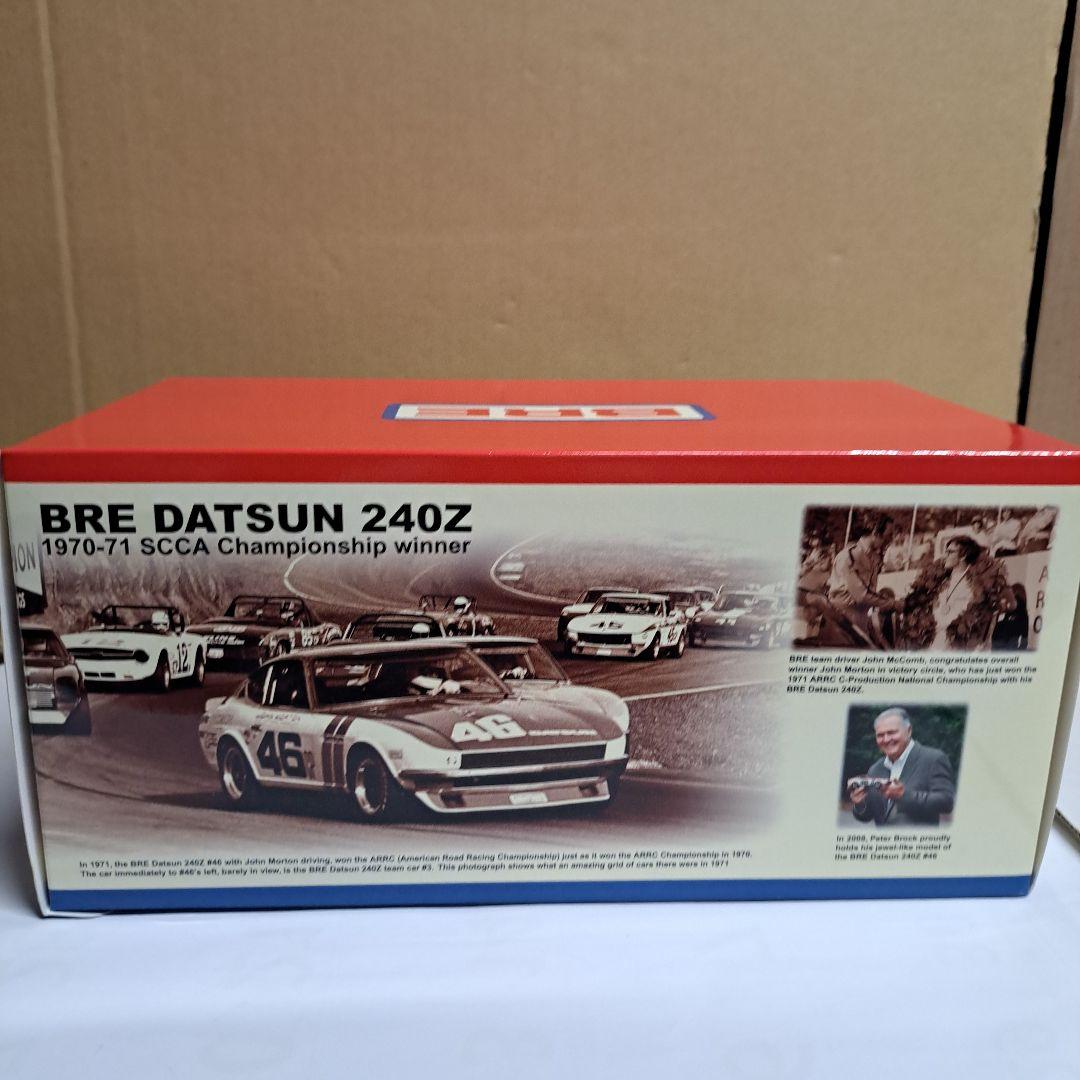 BRE
BRE DATSUN 240Z
1970-71 SCCA Championship winner
ION
12
46
46
DATSUN
46
BRE team driver John McComb, congratulates overall
winner John Morton in victory circle, who has just won the
1971 ARRC C-Production National Championship with his
BRE Datsun 240Z.
In 2008, Peter Brock proudly
holds his jewel-like model of
the BRE Datsun 240Z #46
In 1971, the BRE Datsun 240Z #46 with John Morton driving, won the ARRC (American Road Racing Championship) just as it won the ARRC Championship in 1970.
The car immediately to #46's left, barely in view, is the BRE Datsun 240Z team car #3. This photograph shows what an amazing grid of cars there were in 1971